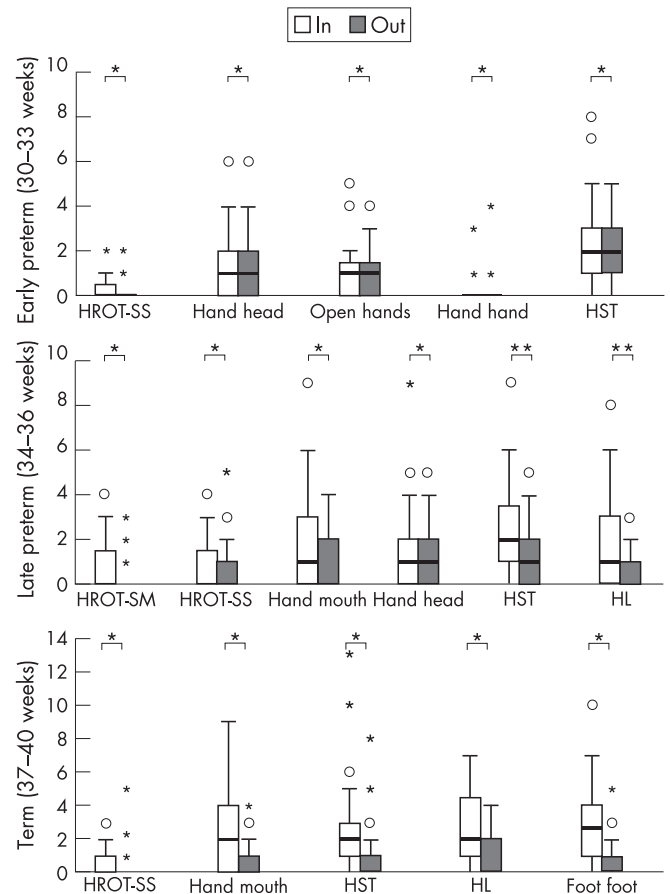 In Out
Early preterm (30–33 weeks)
10
8
6
4
2
0
* * * * *
* * * * * * *
HROT-SS Hand head Open hands Hand hand HST
Late preterm (34–36 weeks)
10
8
6
4
2
0
* * * * ** **
* * * * *
HROT-SM HROT-SS Hand mouth Hand head HST HL
Term (37–40 weeks)
14
12
10
8
6
4
2
0
* * * * *
* * * * * * * * *
HROT-SS Hand mouth HST HL Foot foot